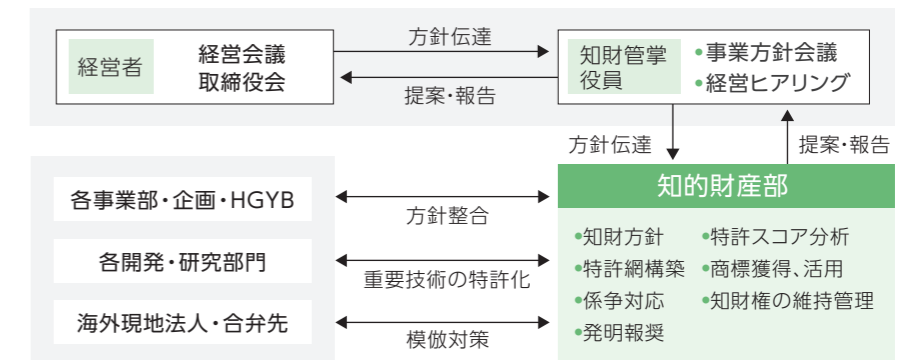 経営者
経営会議
取締役会
方針伝達
提案・報告
知財管掌
役員
•事業方針会議
•経営ヒアリング
方針伝達
提案・報告
各事業部・企画・HGYB
各開発・研究部門
海外現地法人・合弁先
方針整合
重要技術の特許化
模倣対策
知的財産部
•知財方針
•特許網構築
•係争対応
•発明報奨
•特許スコア分析
•商標獲得、活用
•知財権の維持管理